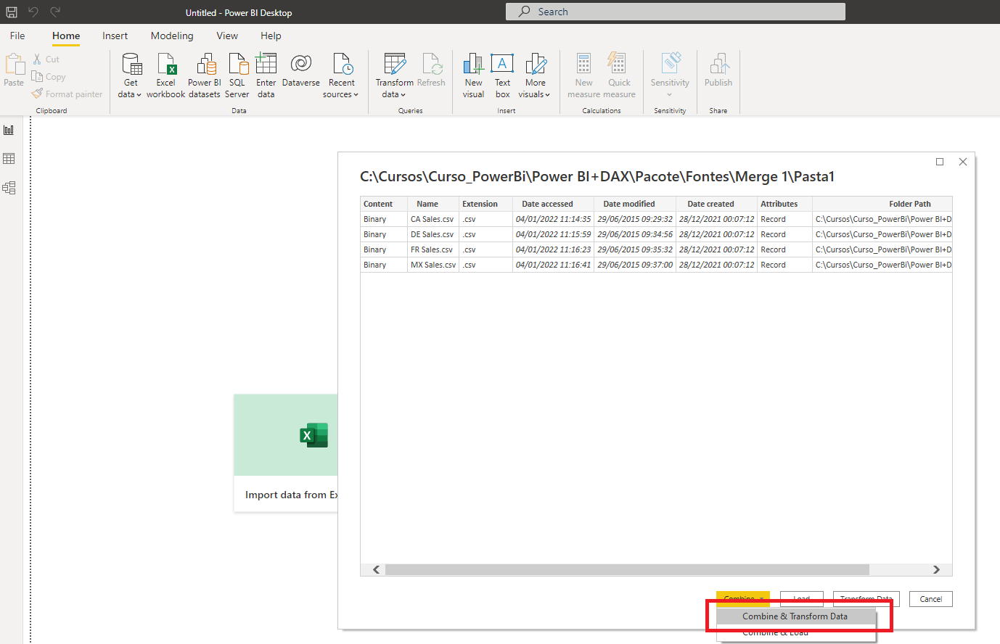 Untitled - Power BI Desktop
Search
File Home Insert Modeling View Help
Paste
Cut
Copy
Format painter
Clipboard
Get data
Excel workbook
Power BI datasets
SQL Server
Enter data
Dataverse
Recent sources
Data
Transform data
Refresh
Queries
New visual
Text box
More visuals
Insert
New measure
Quick measure
Calculations
Sensitivity
Sensitivity
Publish
Share
C:\Cursos\Curso_PowerBi\Power BI+DAX\Pacote\Fontes\Merge 1\Pasta1
Content Name Extension Date accessed Date modified Date created Attributes Folder Path
Binary CA Sales.csv .csv 04/01/2022 11:14:35 29/06/2015 09:29:32 28/12/2021 00:07:12 Record C:\Cursos\Curso_PowerBi\Power BI+D
Binary DE Sales.csv .csv 04/01/2022 11:15:59 29/06/2015 09:34:56 28/12/2021 00:07:12 Record C:\Cursos\Curso_PowerBi\Power BI+D
Binary FR Sales.csv .csv 04/01/2022 11:16:23 29/06/2015 09:35:32 28/12/2021 00:07:12 Record C:\Cursos\Curso_PowerBi\Power BI+D
Binary MX Sales.csv .csv 04/01/2022 11:16:41 29/06/2015 09:37:00 28/12/2021 00:07:12 Record C:\Cursos\Curso_PowerBi\Power BI+D
Import data from Ex
Combine Load Transform Data Cancel
Combine & Transform Data
Combine & Load